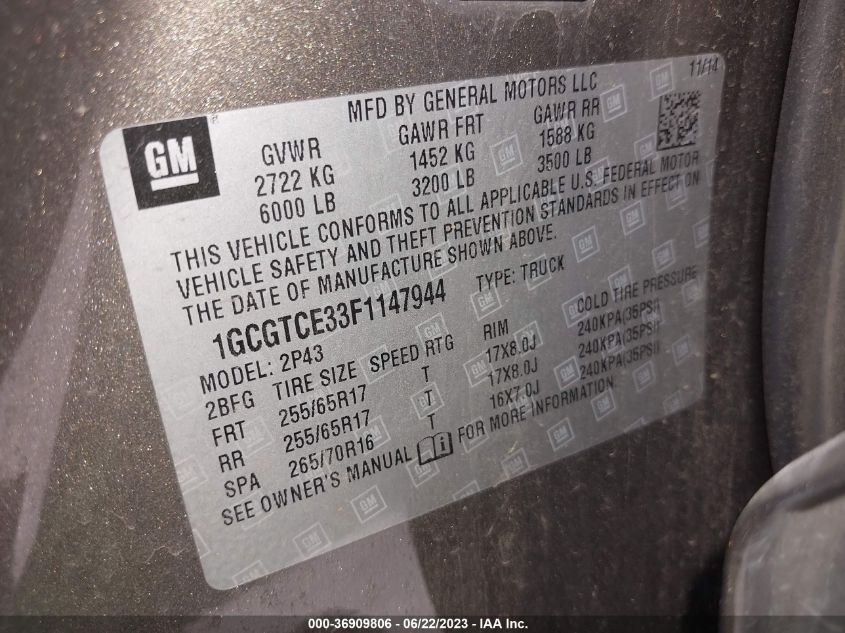 MFD BY GENERAL MOTORS LLC 11/14
GM
GVWR GAWR FRT GAWR RR
2722 KG 1452 KG 1588 KG
6000 LB 3200 LB 3500 LB
THIS VEHICLE CONFORMS TO ALL APPLICABLE U.S. FEDERAL MOTOR
VEHICLE SAFETY AND THEFT PREVENTION STANDARDS IN EFFECT ON
THE DATE OF MANUFACTURE SHOWN ABOVE.
1GCGTCE33F1147944 TYPE: TRUCK
MODEL: 2P43
2BFG TIRE SIZE SPEED RTG RIM COLD TIRE PRESSURE
FRT 255/65R17 T 17X8.0J 240KPA(35PSI)
RR 255/65R17 T 17X8.0J 240KPA(35PSI)
SPA 265/70R16 T 16X7.0J 240KPA(35PSI)
SEE OWNER'S MANUAL i FOR MORE INFORMATION
000-36909806 - 06/22/2023 - IAA Inc.